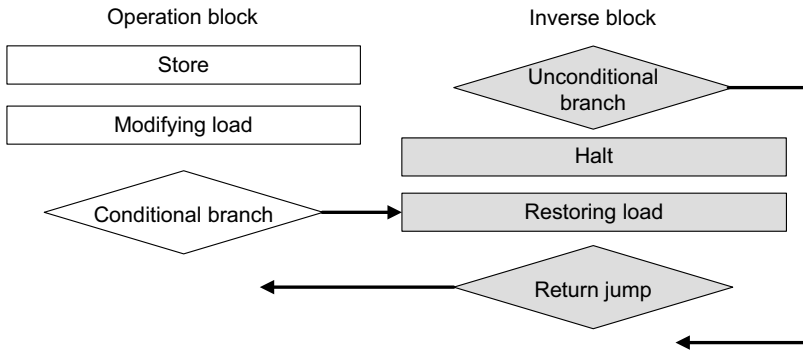 Operation block
Inverse block
Store
Unconditional
branch
Modifying load
Halt
Conditional branch
Restoring load
Return jump